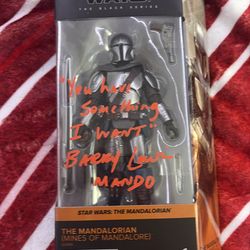 THE BLACK SERIES
"You have
Something
I WANT"
BARRY Lowin
MANDO
STAR WARS: THE MANDALORIAN
THE MANDALORIAN
(MINES OF MANDALORE)